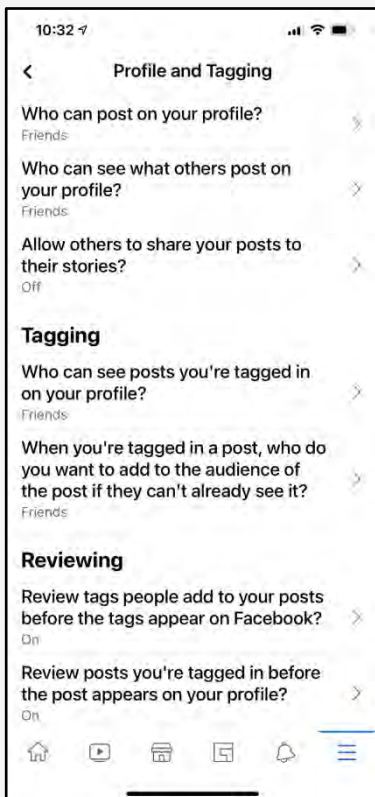 10:32
Profile and Tagging
Who can post on your profile?
Friends
Who can see what others post on
your profile?
Friends
Allow others to share your posts to
their stories?
Off
Tagging
Who can see posts you're tagged in
on your profile?
Friends
When you're tagged in a post, who do
you want to add to the audience of
the post if they can't already see it?
Friends
Reviewing
Review tags people add to your posts
before the tags appear on Facebook?
On
Review posts you're tagged in before
the post appears on your profile?
On